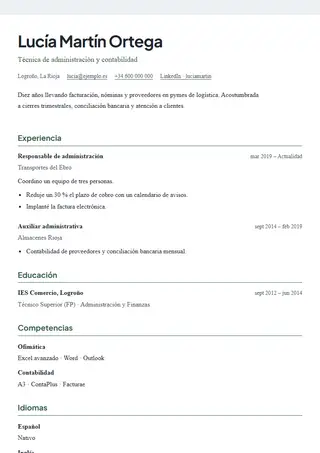 Lucía Martín Ortega
Técnica de administración y contabilidad
Logroño, La Rioja lucia@ejemplo.es +34 600 000 000 LinkedIn · luciamartin
Diez años llevando facturación, nóminas y proveedores en pymes de logística. Acostumbrada
a cierres trimestrales, conciliación bancaria y atención a clientes.
Experiencia
Responsable de administración mar 2019 – Actualidad
Transportes del Ebro
Coordino un equipo de tres personas.
• Reduje un 30 % el plazo de cobro con un calendario de avisos.
• Implanté la factura electrónica.
Auxiliar administrativa sept 2014 – feb 2019
Almacenes Rioja
• Contabilidad de proveedores y conciliación bancaria mensual.
Educación
IES Comercio, Logroño sept 2012 – jun 2014
Técnico Superior (FP) · Administración y Finanzas
Competencias
Ofimática
Excel avanzado · Word · Outlook
Contabilidad
A3 · ContaPlus · Facturae
Idiomas
Español
Nativo